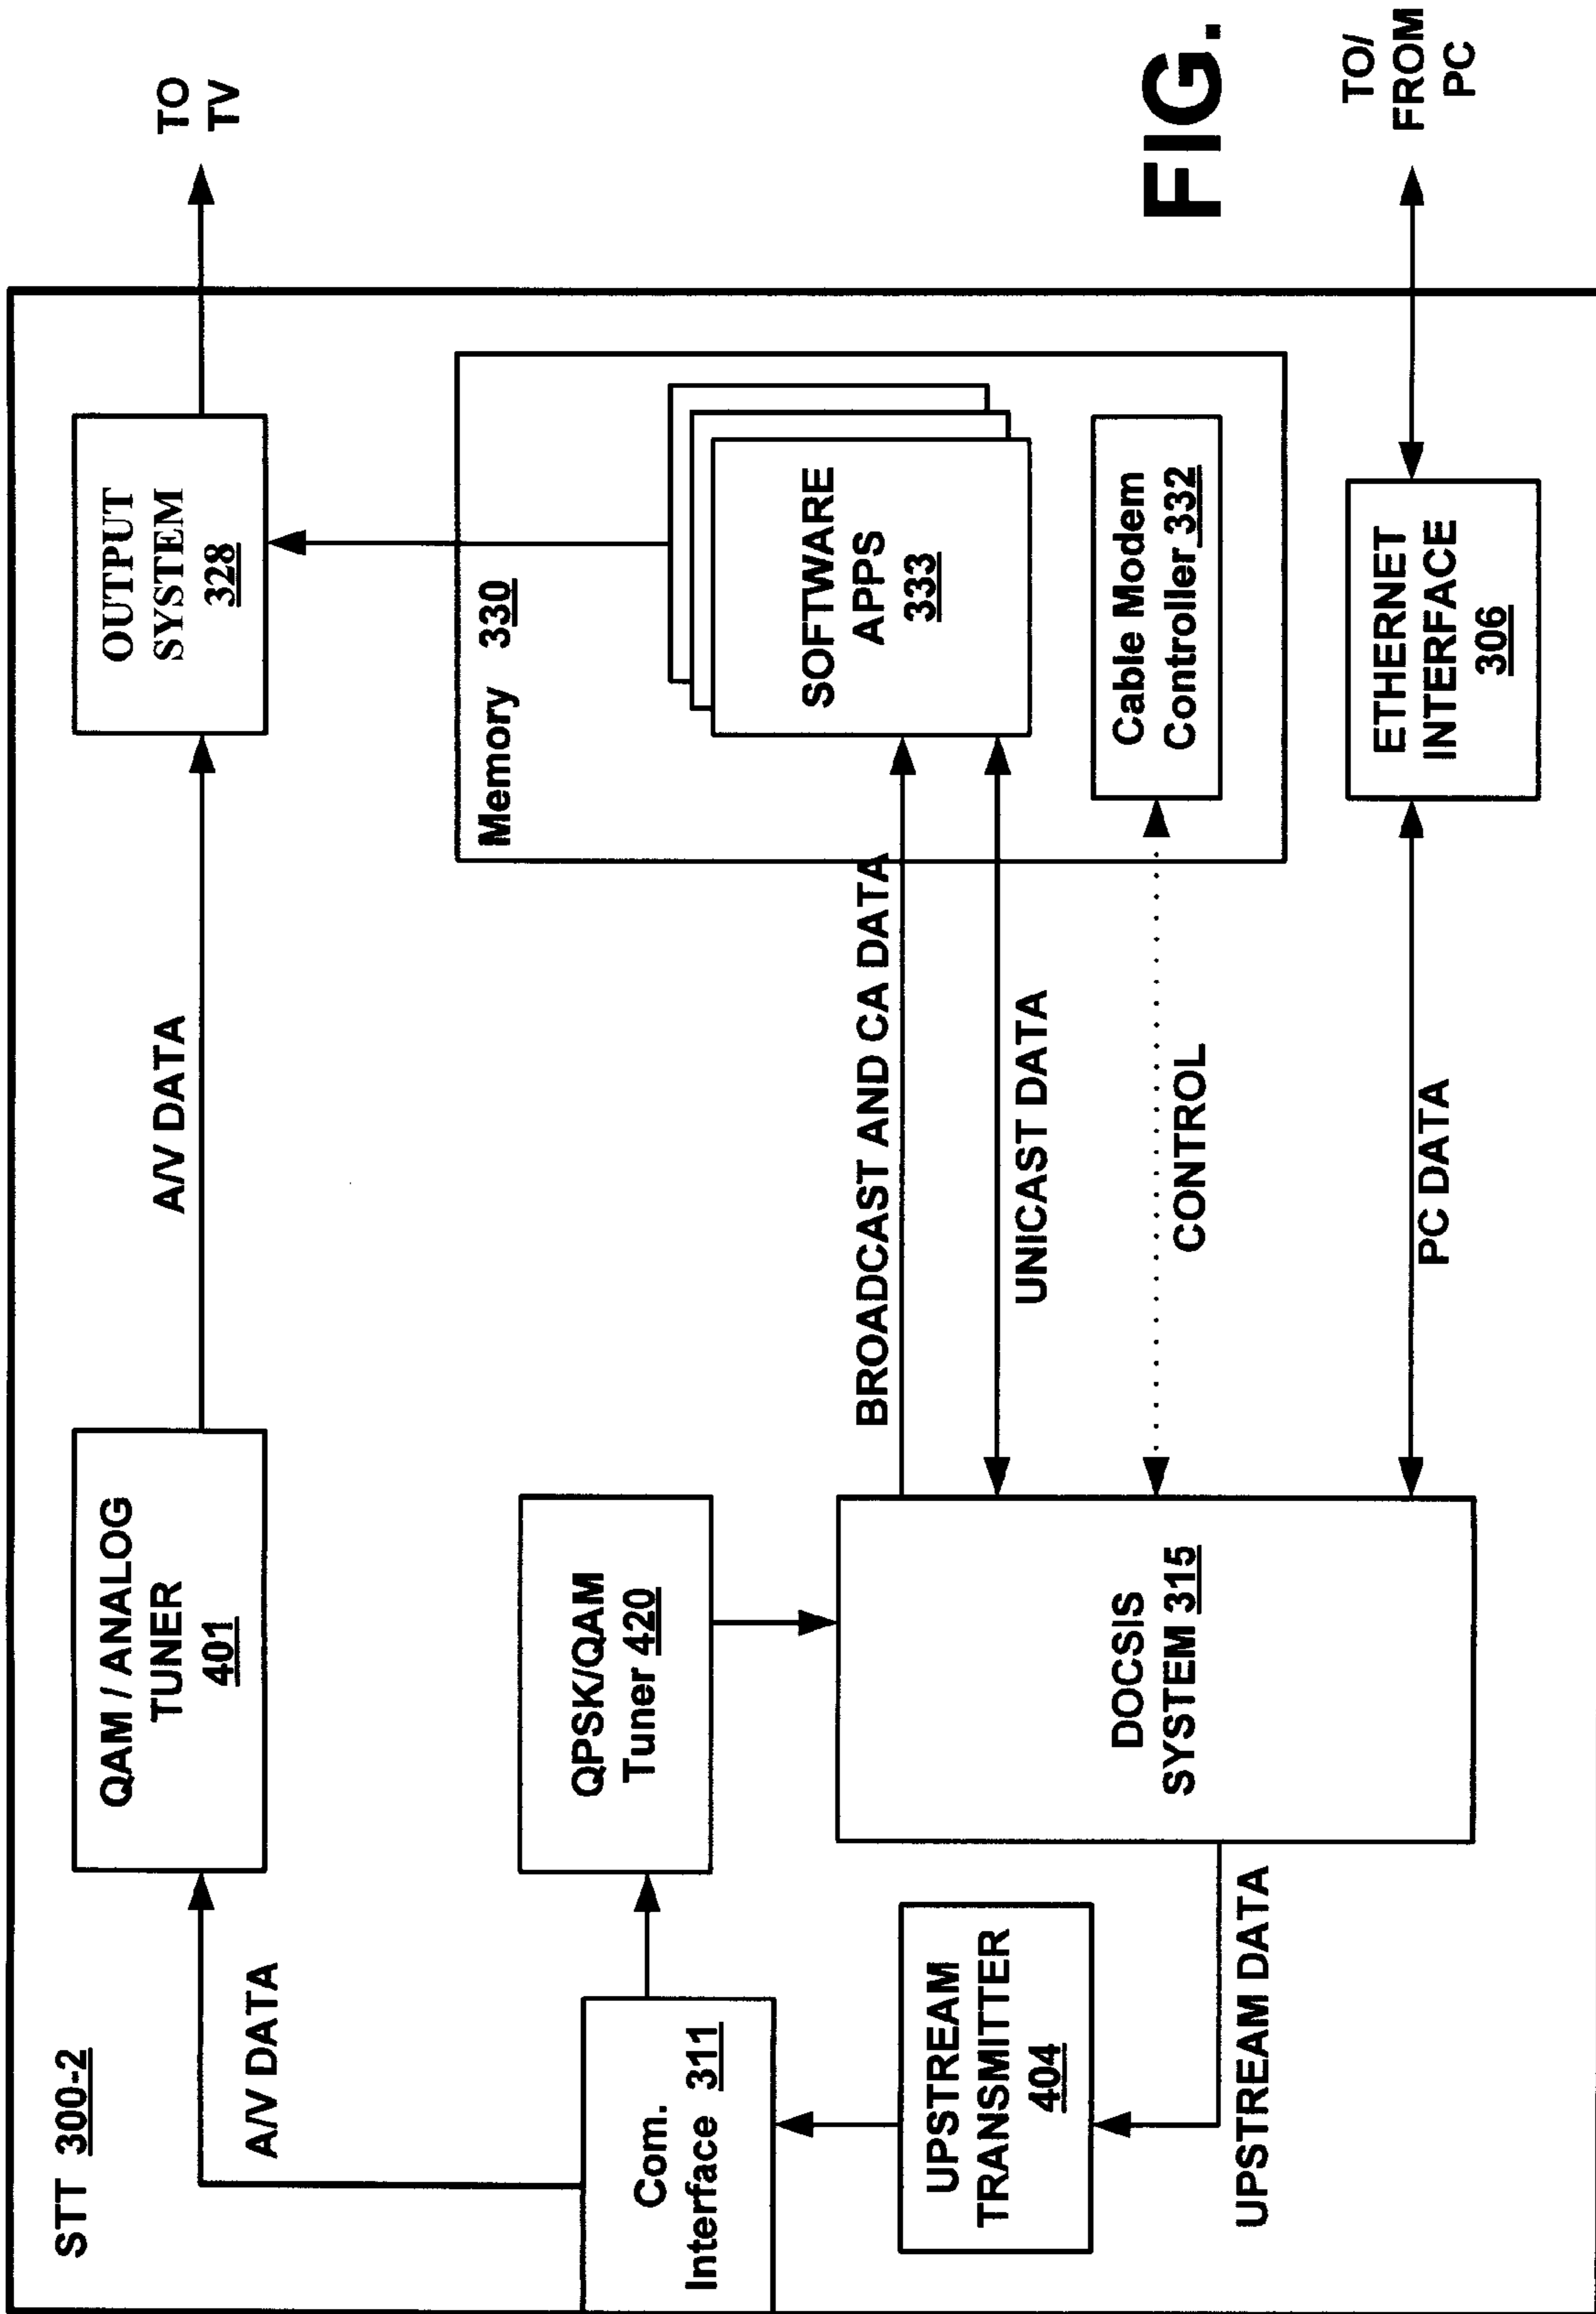 STT 300-2
A/V DATA
QAM / ANALOG
TUNER
401
A/V DATA
OUTPUT
SYSTEM
328
TO
TV
Com.
Interface 311
QPSK/QAM
Tuner 420
Memory 330
SOFTWARE
APPS
333
BROADCAST AND CA DATA
UNICAST DATA
UPSTREAM
TRANSMITTER
404
DOCSIS
SYSTEM 315
CONTROL
Cable Modem
Controller 332
UPSTREAM DATA
PC DATA
ETHERNET
INTERFACE
306
TO/
FROM
PC
FIG.